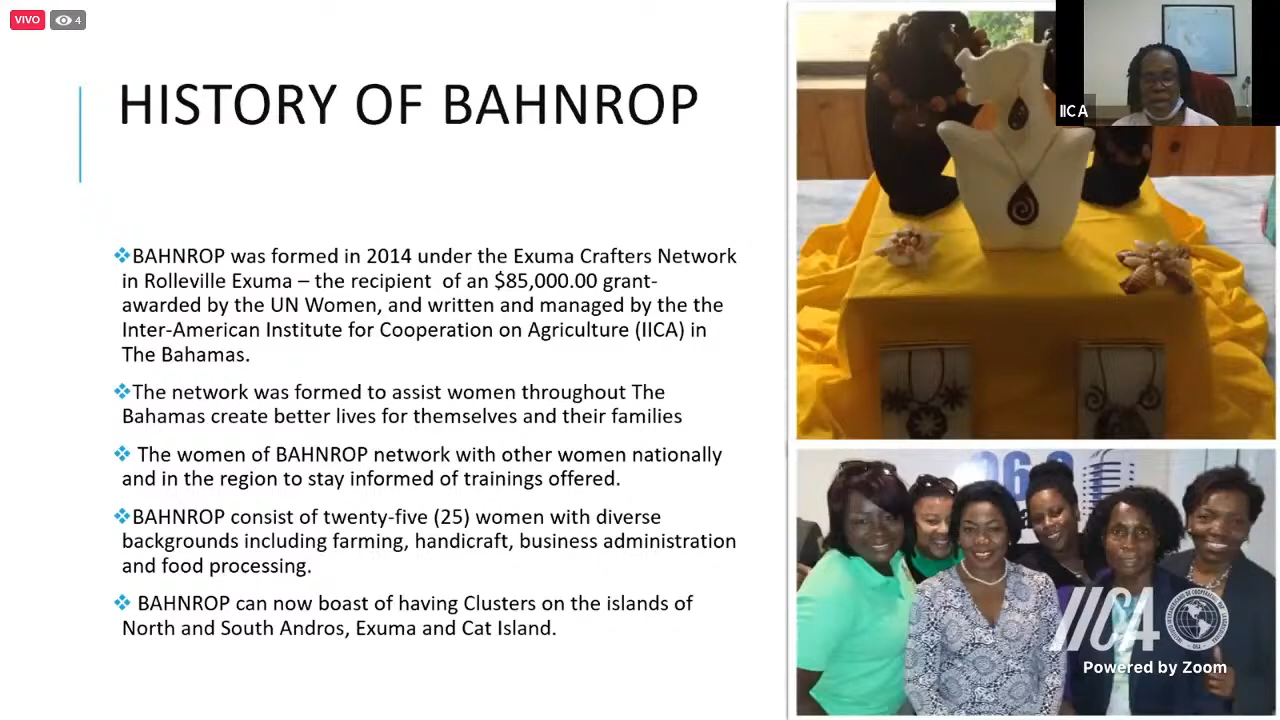 VIVO
4
HISTORY OF BAHNROP
BAHNROP was formed in 2014 under the Exuma Crafters Network
in Rolleville Exuma – the recipient of an $85,000.00 grant-
awarded by the UN Women, and written and managed by the the
Inter-American Institute for Cooperation on Agriculture (IICA) in
The Bahamas.
The network was formed to assist women throughout The
Bahamas create better lives for themselves and their families
The women of BAHNROP network with other women nationally
and in the region to stay informed of trainings offered.
BAHNROP consist of twenty-five (25) women with diverse
backgrounds including farming, handicraft, business administration
and food processing.
BAHNROP can now boast of having Clusters on the islands of
North and South Andros, Exuma and Cat Island.
IICA
IICA
Powered by Zoom